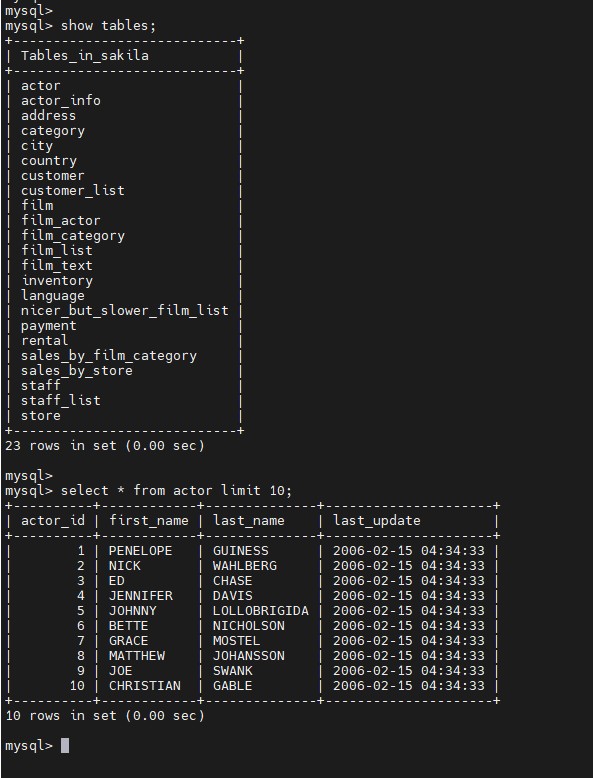 mysql>
mysql> show tables;
+----------------------------+
| Tables_in_sakila           |
+----------------------------+
| actor                      |
| actor_info                 |
| address                    |
| category                   |
| city                       |
| country                    |
| customer                   |
| customer_list              |
| film                       |
| film_actor                 |
| film_category              |
| film_list                  |
| film_text                  |
| inventory                  |
| language                   |
| nicer_but_slower_film_list |
| payment                    |
| rental                     |
| sales_by_film_category     |
| sales_by_store             |
| staff                      |
| staff_list                 |
| store                      |
+----------------------------+
23 rows in set (0.00 sec)
mysql>
mysql> select * from actor limit 10;
+----------+------------+--------------+---------------------+
| actor_id | first_name | last_name    | last_update         |
+----------+------------+--------------+---------------------+
|        1 | PENELOPE   | GUINESS      | 2006-02-15 04:34:33 |
|        2 | NICK       | WAHLBERG     | 2006-02-15 04:34:33 |
|        3 | ED         | CHASE        | 2006-02-15 04:34:33 |
|        4 | JENNIFER   | DAVIS        | 2006-02-15 04:34:33 |
|        5 | JOHNNY     | LOLLOBRIGIDA | 2006-02-15 04:34:33 |
|        6 | BETTE      | NICHOLSON    | 2006-02-15 04:34:33 |
|        7 | GRACE      | MOSTEL       | 2006-02-15 04:34:33 |
|        8 | MATTHEW    | JOHANSSON    | 2006-02-15 04:34:33 |
|        9 | JOE        | SWANK        | 2006-02-15 04:34:33 |
|       10 | CHRISTIAN  | GABLE        | 2006-02-15 04:34:33 |
+----------+------------+--------------+---------------------+
10 rows in set (0.00 sec)
mysql>